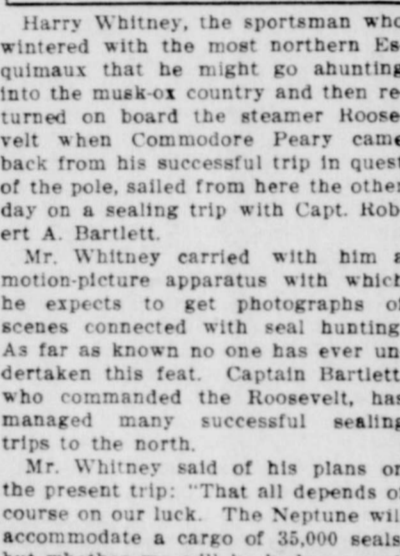 Harry Whitney, the sportsman who
wintered with the most northern Es
quimaux that he might go ahunting
into the musk-ox country and then re
turned on board the steamer Roose
velt when Commodore Peary came
back from his successful trip in quest
of the pole, sailed from here the other
day on a sealing trip with Capt. Rob
ert A. Bartlett.
Mr. Whitney carried with him a
motion-picture apparatus with which
he expects to get photographs of
scenes connected with seal hunting
As far as known no one has ever un
dertaken this feat. Captain Bartlett
who commanded the Roosevelt, has
managed many successful sealing
trips to the north.
Mr. Whitney said of his plans on
the present trip: "That all depends of
course on our luck. The Neptune will
accommodate a cargo of 35,000 seals